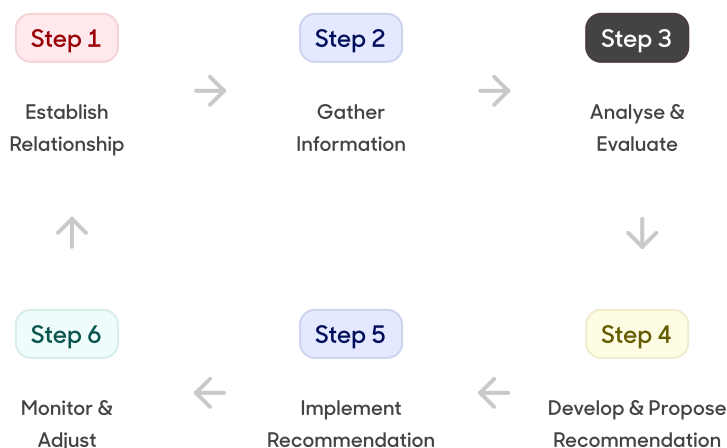 Step 1
Establish
Relationship
Step 2
Gather
Information
Step 3
Analyse &
Evaluate
Step 4
Develop & Propose
Recommendation
Step 5
Implement
Recommendation
Step 6
Monitor &
Adjust